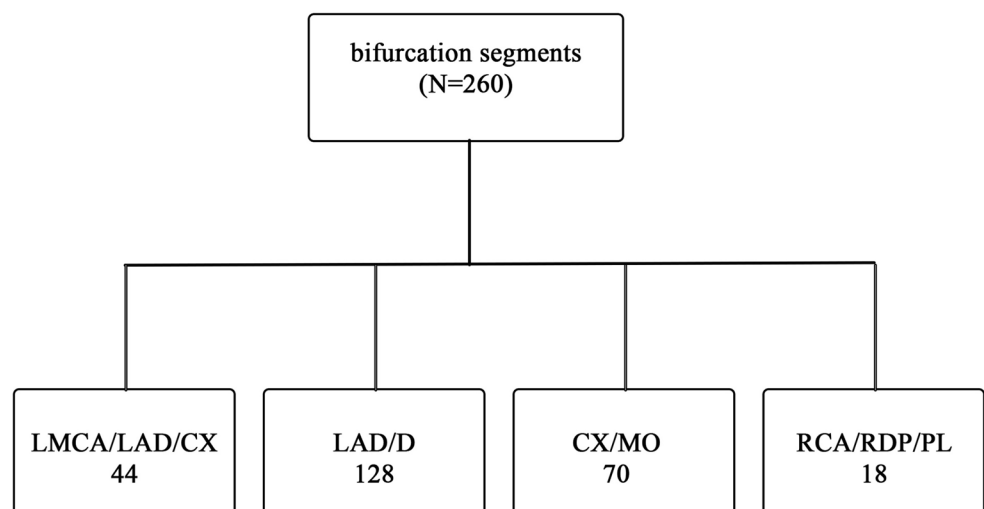 bifurcation segments
(N=260)
LMCA/LAD/CX
44
LAD/D
128
CX/MO
70
RCA/RDP/PL
18